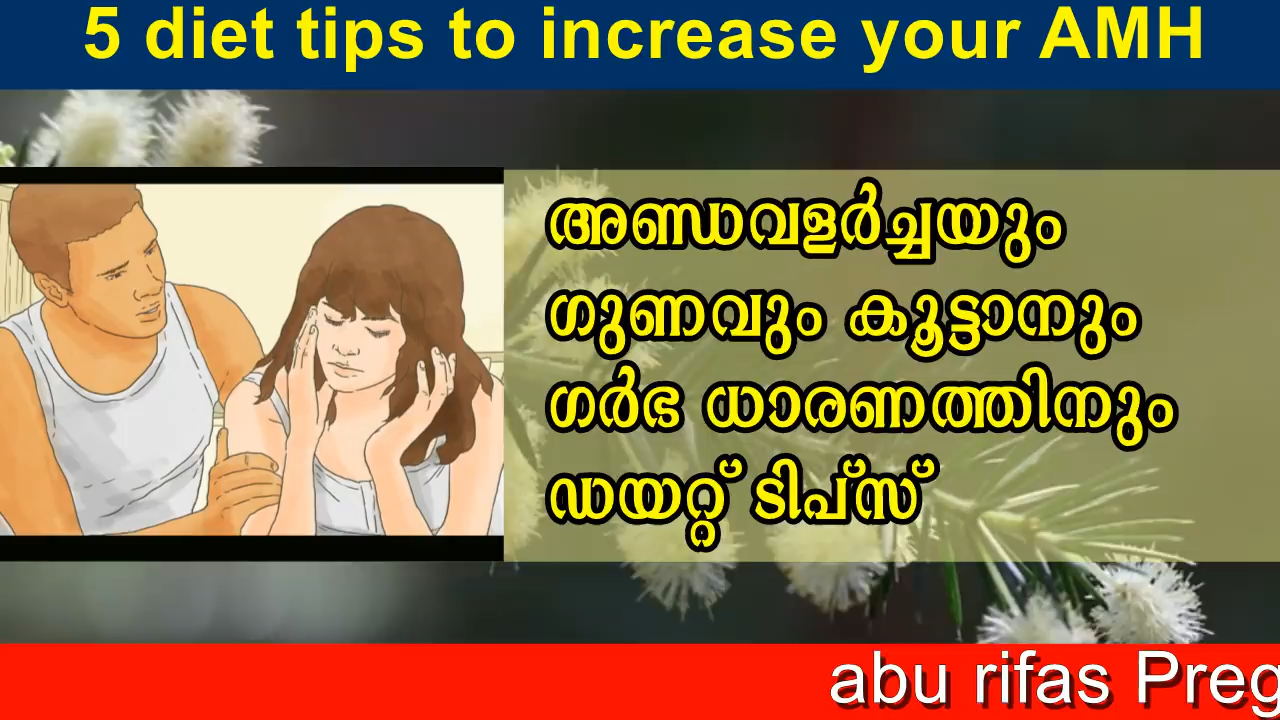 5 diet tips to increase your AMH
അണ്ഡവളർച്ചയും
ഗുണവും കൂട്ടാനും
ഗർഭ ധാരണത്തിനും
ഡയറ്റ് ടിപ്സ്
abu rifas Preg